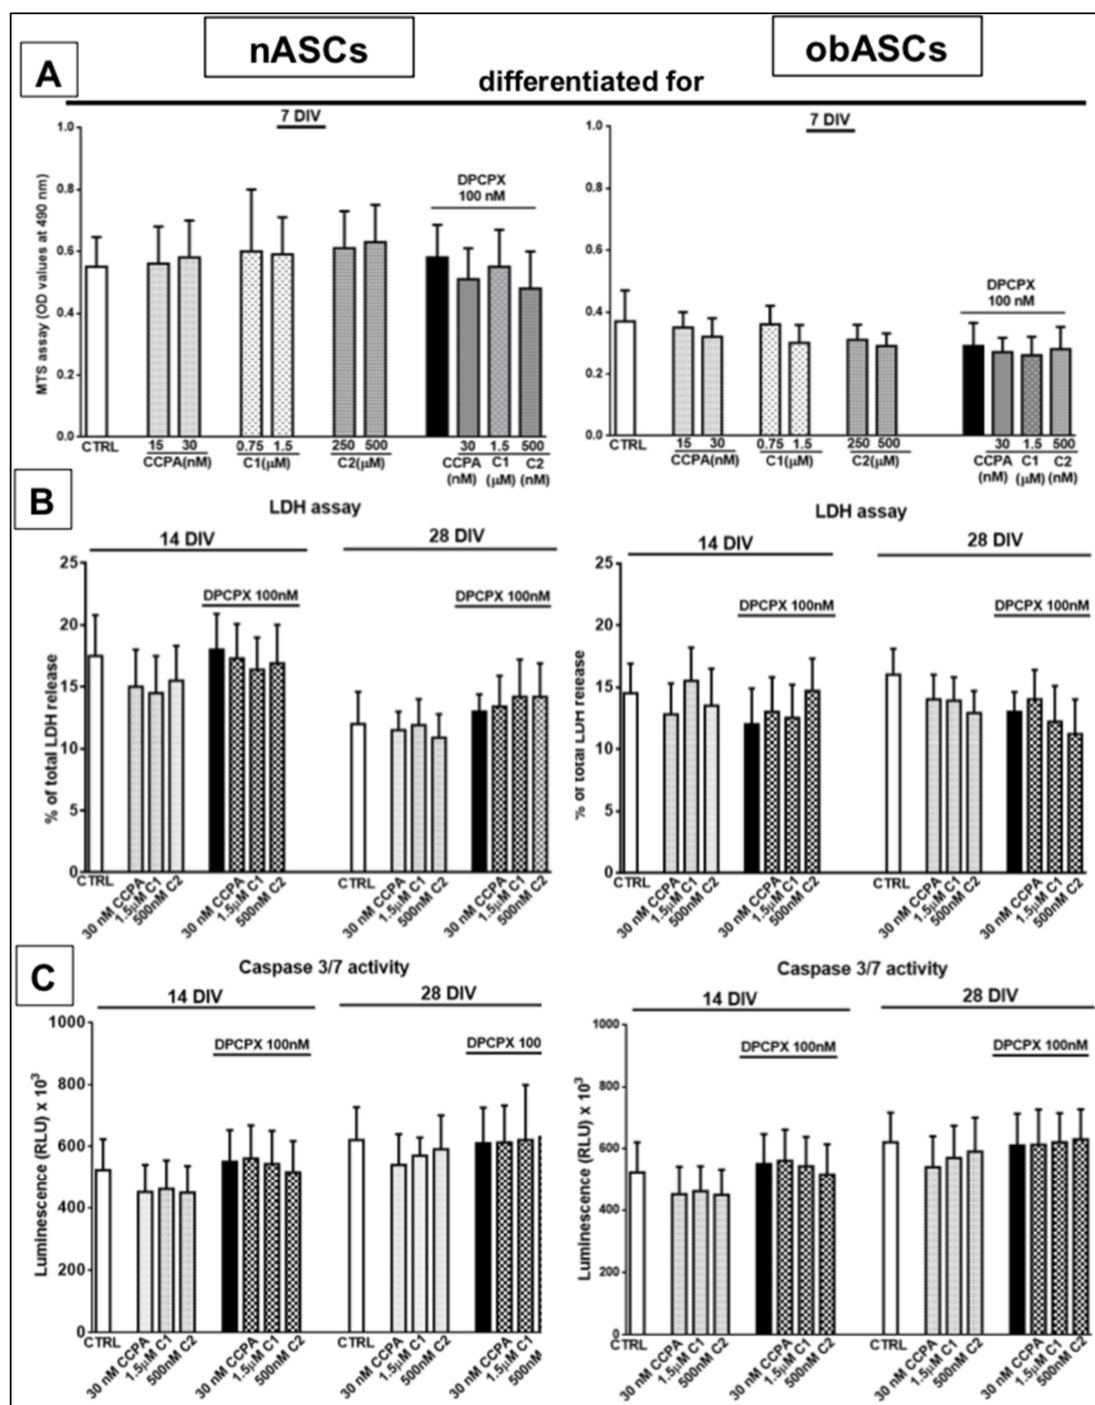 nASCs
obASCs
A
differentiated for
7 DIV
MTS assay (OD values at 490 nm)
1.0
0.8
0.6
0.4
0.2
0.0
DPCPX
100 nM
CTRL
15 30
CCPA(nM)
0.75 1.5
C1(μM)
250 500
C2(μM)
30 1.5 500
CCPA C1 C2
(nM) (μM) (nM)
7 DIV
1.0
0.8
0.6
0.4
0.2
0.0
DPCPX
100 nM
CTRL
15 30
CCPA(nM)
0.75 1.5
C1(μM)
250 500
C2(μM)
30 1.5 500
CCPA C1 C2
(nM) (μM) (nM)
B
LDH assay
14 DIV
28 DIV
% of total LDH release
25
20
15
10
5
0
DPCPX 100nM
DPCPX 100nM
CTRL
30 nM CCPA
1.5μM C1
500nM C2
30 nM CCPA
1.5μM C1
500nM C2
CTRL
30 nM CCPA
1.5μM C1
500nM C2
30 nM CCPA
1.5μM C1
500nM C2
LDH assay
14 DIV
28 DIV
% of total LDH release
25
20
15
10
5
0
DPCPX 100nM
DPCPX 100nM
CTRL
30 nM CCPA
1.5μM C1
500nM C2
30 nM CCPA
1.5μM C1
500nM C2
CTRL
30 nM CCPA
1.5μM C1
500nM C2
30 nM CCPA
1.5μM C1
500nM C2
C
Caspase 3/7 activity
14 DIV
28 DIV
Luminescence (RLU) x 10³
1000
800
600
400
200
0
DPCPX 100nM
DPCPX 100
CTRL
30 nM CCPA
1.5μM C1
500nM C2
30 nM CCPA
1.5μM C1
500nM C2
CTRL
30 nM CCPA
1.5μM C1
500nM C2
30 nM CCPA
1.5μM C1
500nM
Caspase 3/7 activity
14 DIV
28 DIV
Luminescence (RLU) x 10³
1000
800
600
400
200
0
DPCPX 100nM
DPCPX 100nM
CTRL
30 nM CCPA
1.5μM C1
500nM C2
30 nM CCPA
1.5μM C1
500nM C2
CTRL
30 nM CCPA
1.5μM C1
500nM C2
30 nM CCPA
1.5μM C1
500nM C2